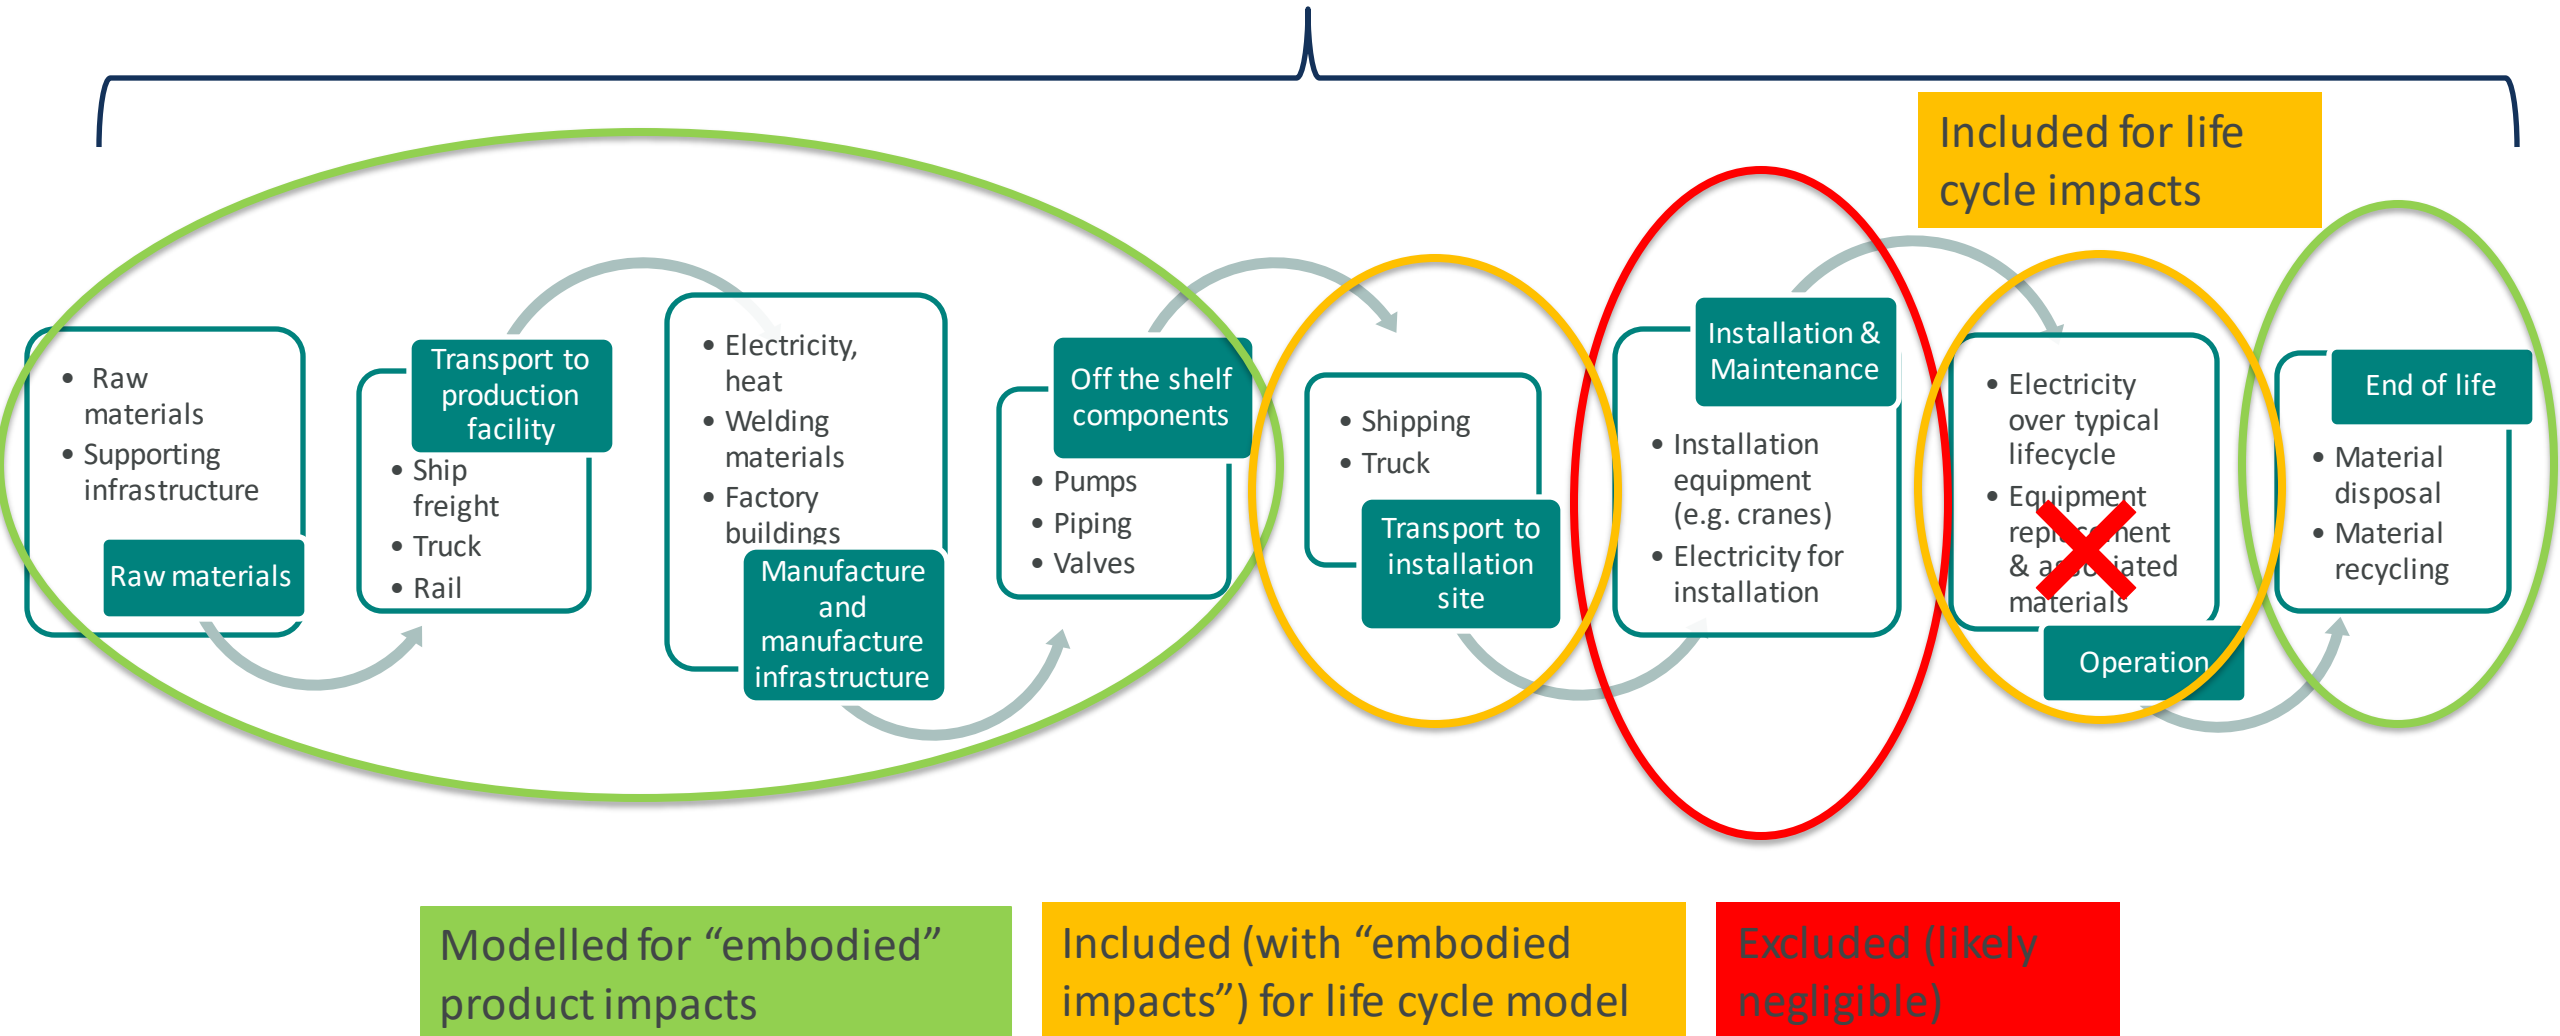 Included for life
cycle impacts
• Raw
materials
• Supporting
infrastructure
Raw materials
Transport to
production
facility
• Ship
freight
• Truck
• Rail
• Electricity,
heat
• Welding
materials
• Factory
buildings
Manufacture
and
manufacture
infrastructure
Off the shelf
components
• Pumps
• Piping
• Valves
• Shipping
• Truck
Transport to
installation
site
Installation &
Maintenance
• Installation
equipment
(e.g. cranes)
• Electricity for
installation
• Electricity
over typical
lifecycle
• Equipment
replacement
& associated
materials
Operation
End of life
• Material
disposal
• Material
recycling
Modelled for “embodied”
product impacts
Included (with “embodied
impacts”) for life cycle model
Excluded (likely
negligible)